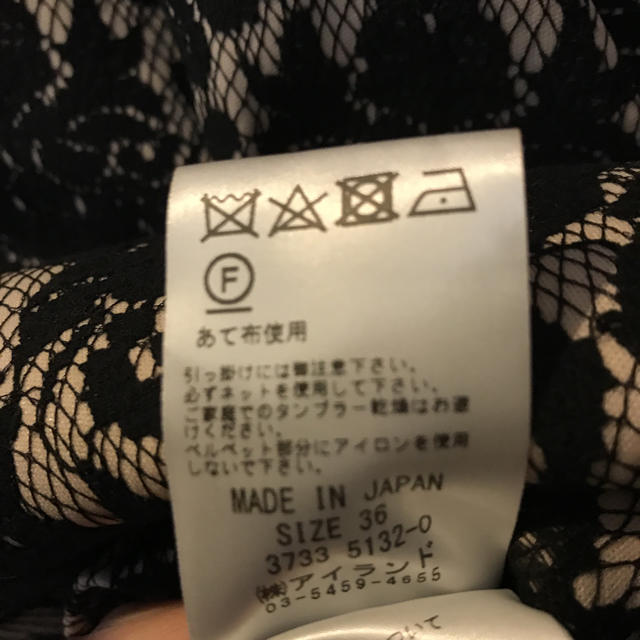 F
あて布使用
引っ掛けには御注意下さい。
必ずネットを使用して下さい。
ご家庭でのタンブラー乾燥はお避
けください。
ベルベット部分にアイロンを使用
しないで下さい。
MADE IN JAPAN
SIZE 36
3733 5132-0
㈱アイランド
03-5459-4655